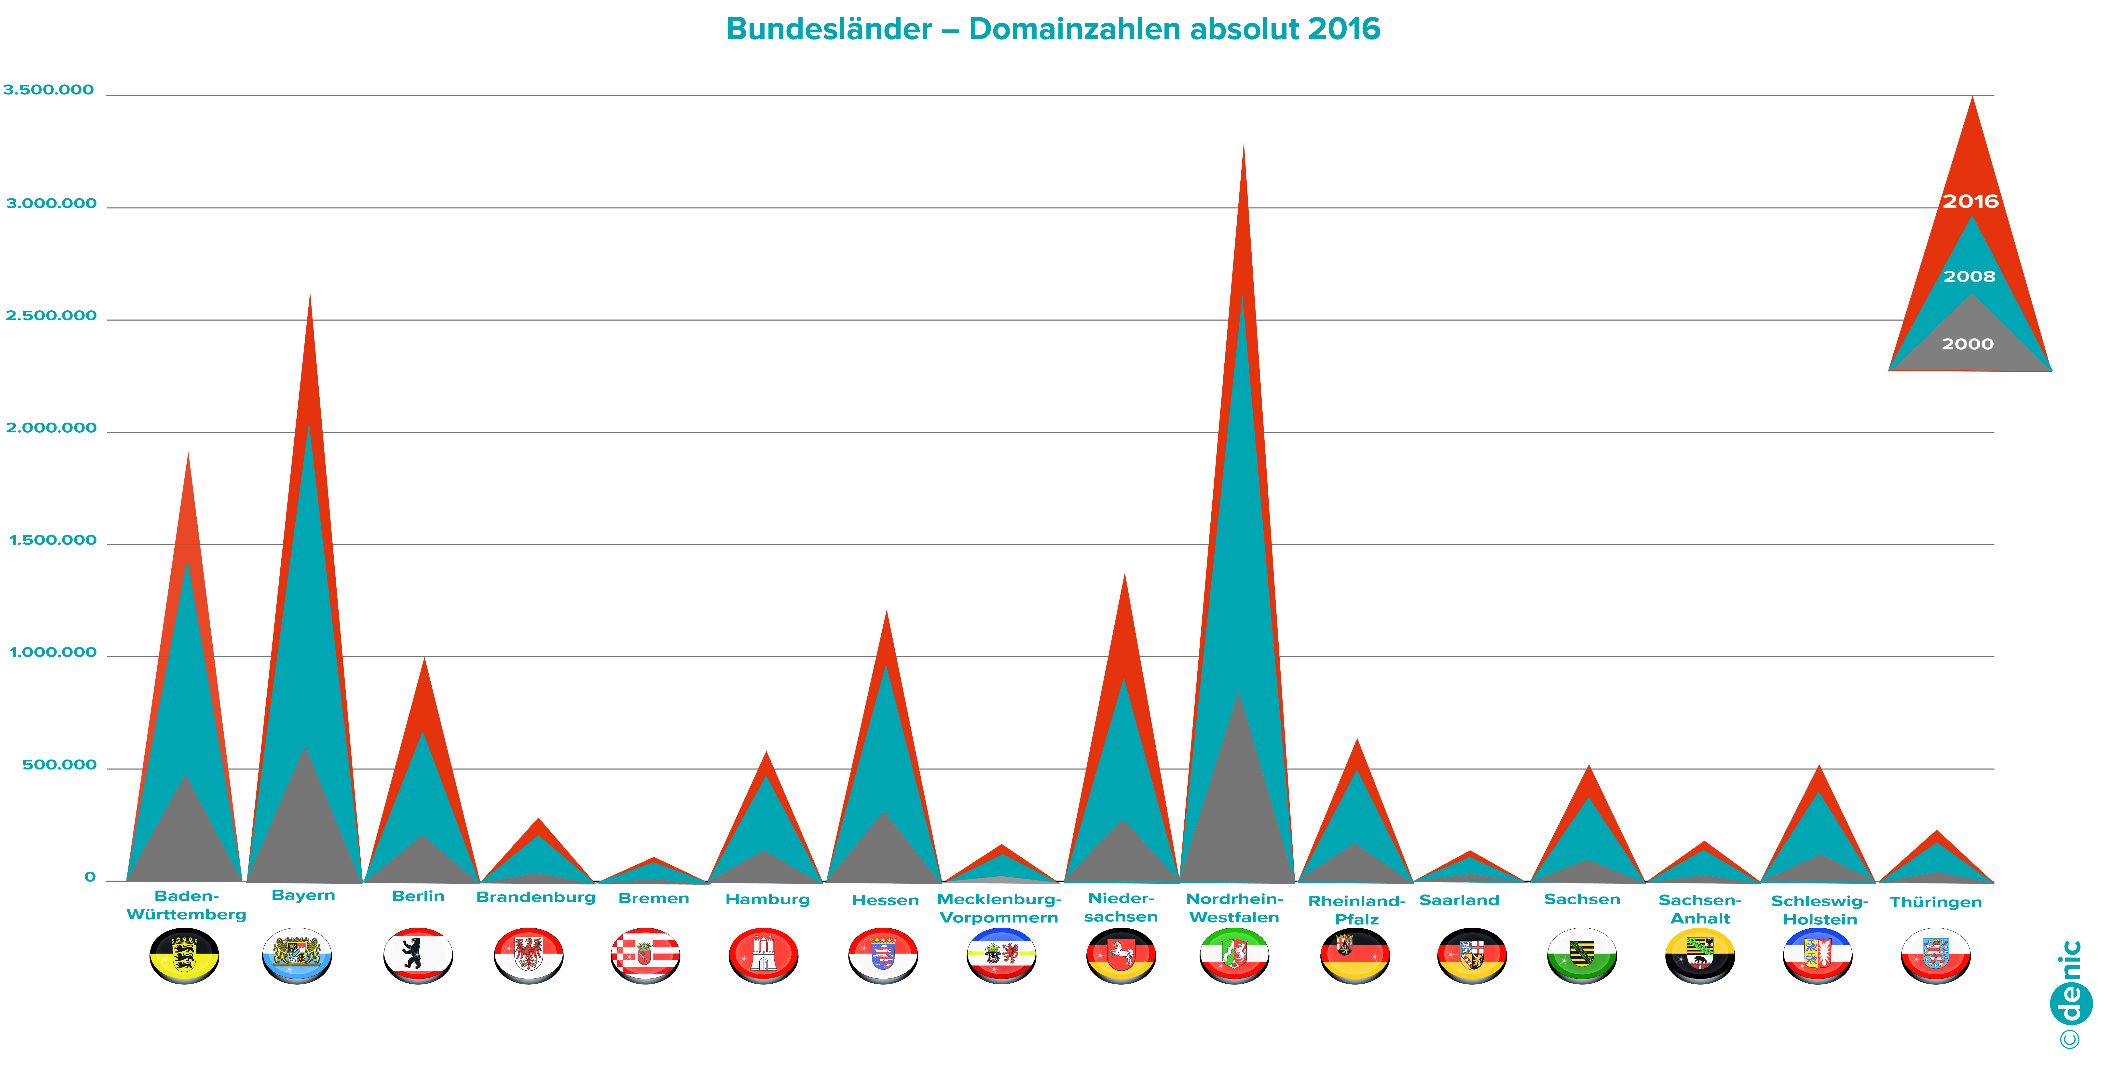 Bundesländer – Domainzahlen absolut 2016
3.500.000
3.000.000
2.500.000
2.000.000
1.500.000
1.000.000
500.000
0
2016
2008
2000
Baden-
Württemberg
Bayern
Berlin
Brandenburg
Bremen
Hamburg
Hessen
Mecklenburg-
Vorpommern
Nieder-
sachsen
Nordrhein-
Westfalen
Rheinland-
Pfalz
Saarland
Sachsen
Sachsen-
Anhalt
Schleswig-
Holstein
Thüringen
© denic